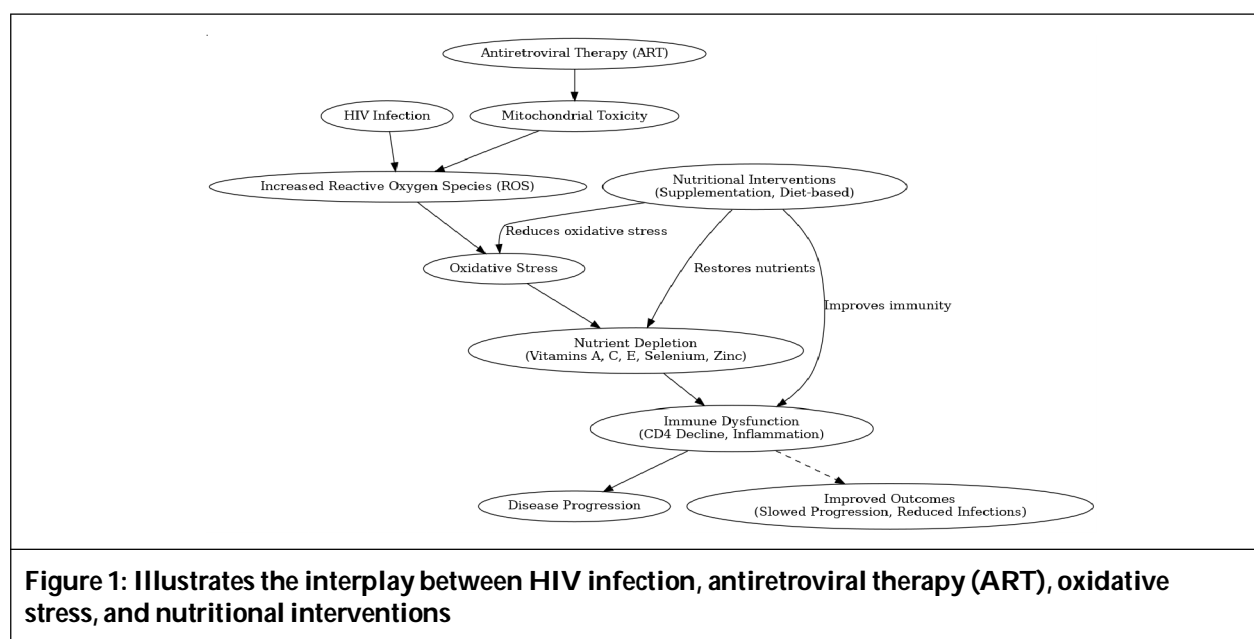 Antiretroviral Therapy (ART)
HIV Infection
Mitochondrial Toxicity
Increased Reactive Oxygen Species (ROS)
Nutritional Interventions
(Supplementation, Diet-based)
Reduces oxidative stress
Oxidative Stress
Restores nutrients
Improves immunity
Nutrient Depletion
(Vitamins A, C, E, Selenium, Zinc)
Immune Dysfunction
(CD4 Decline, Inflammation)
Disease Progression
Improved Outcomes
(Slowed Progression, Reduced Infections)
Figure 1: Illustrates the interplay between HIV infection, antiretroviral therapy (ART), oxidative
stress, and nutritional interventions